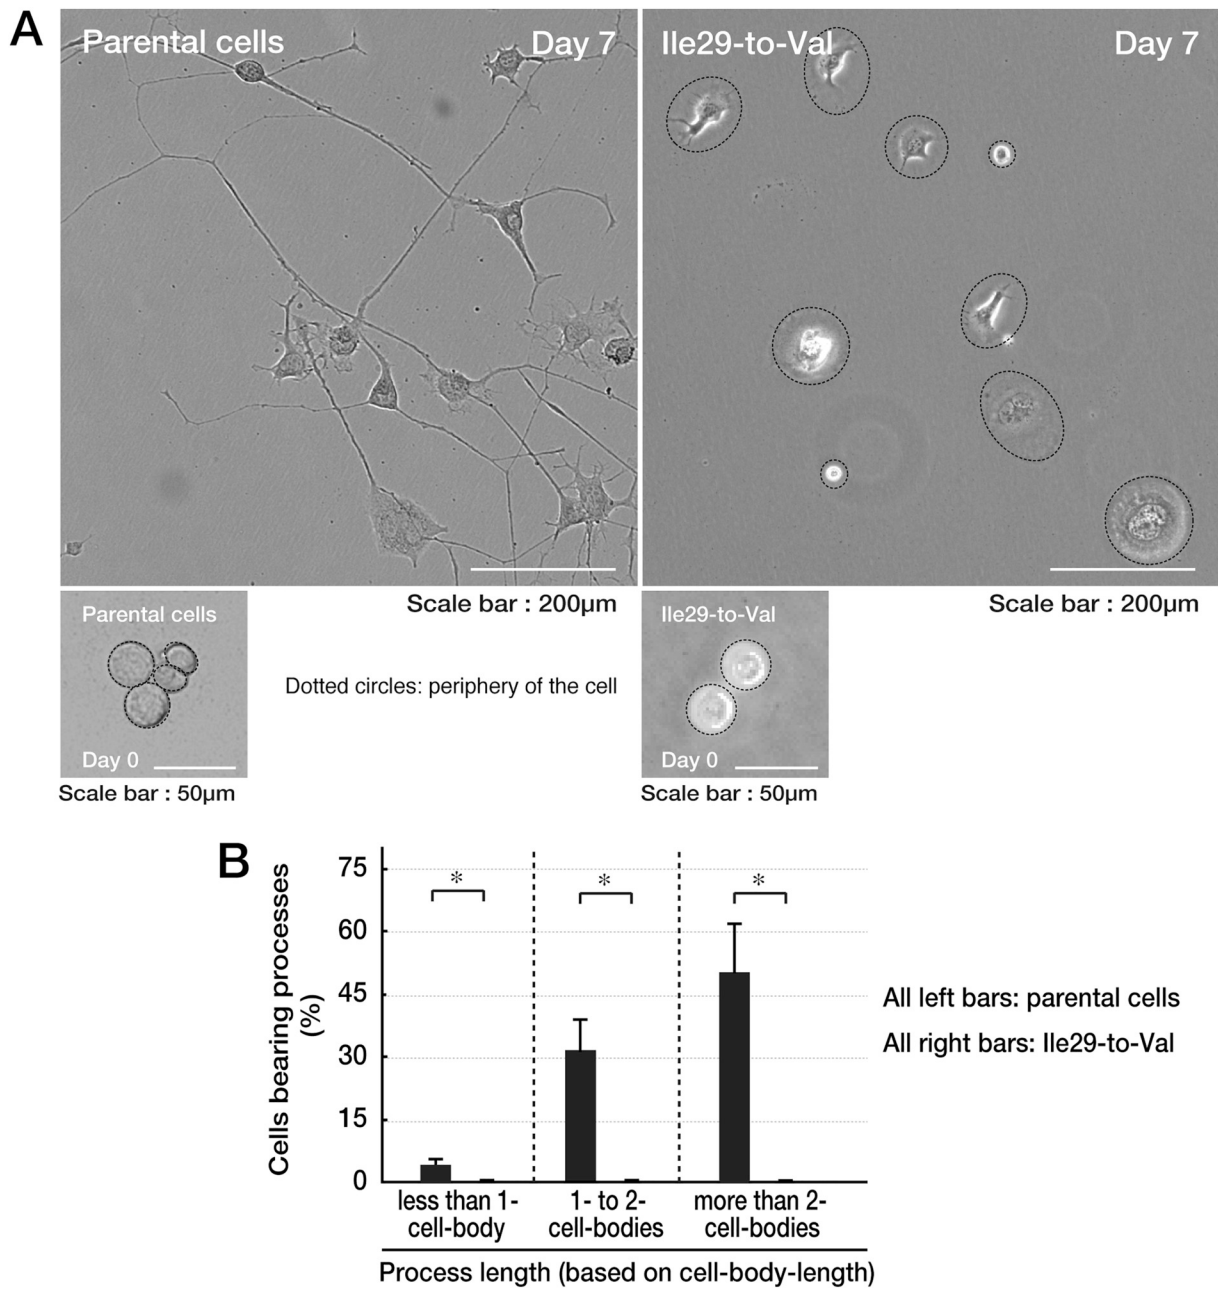 A
Parental cells
Day 7
Ile29-to-Val
Day 7
Scale bar : 200μm
Scale bar : 200μm
Parental cells
Day 0
Scale bar : 50μm
Dotted circles: periphery of the cell
Ile29-to-Val
Day 0
Scale bar : 50μm
B
Cells bearing processes
(%)
75
60
45
30
15
0
*
*
*
less than 1-
cell-body
1- to 2-
cell-bodies
more than 2-
cell-bodies
Process length (based on cell-body-length)
All left bars: parental cells
All right bars: Ile29-to-Val